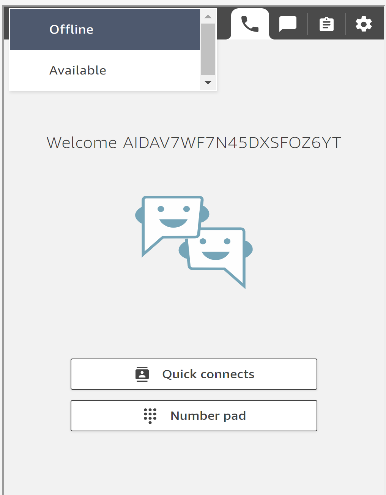 Offline
Available
Welcome AIDAV7WF7N45DXSFOZ6YT
Quick connects
Number pad